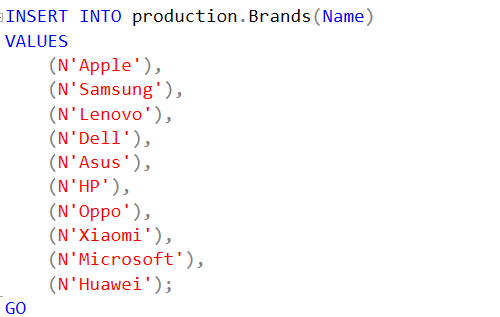 INSERT INTO production.Brands(Name)
VALUES
(N'Apple'),
(N'Samsung'),
(N'Lenovo'),
(N'Dell'),
(N'Asus'),
(N'HP'),
(N'Oppo'),
(N'Xiaomi'),
(N'Microsoft'),
(N'Huawei');
GO